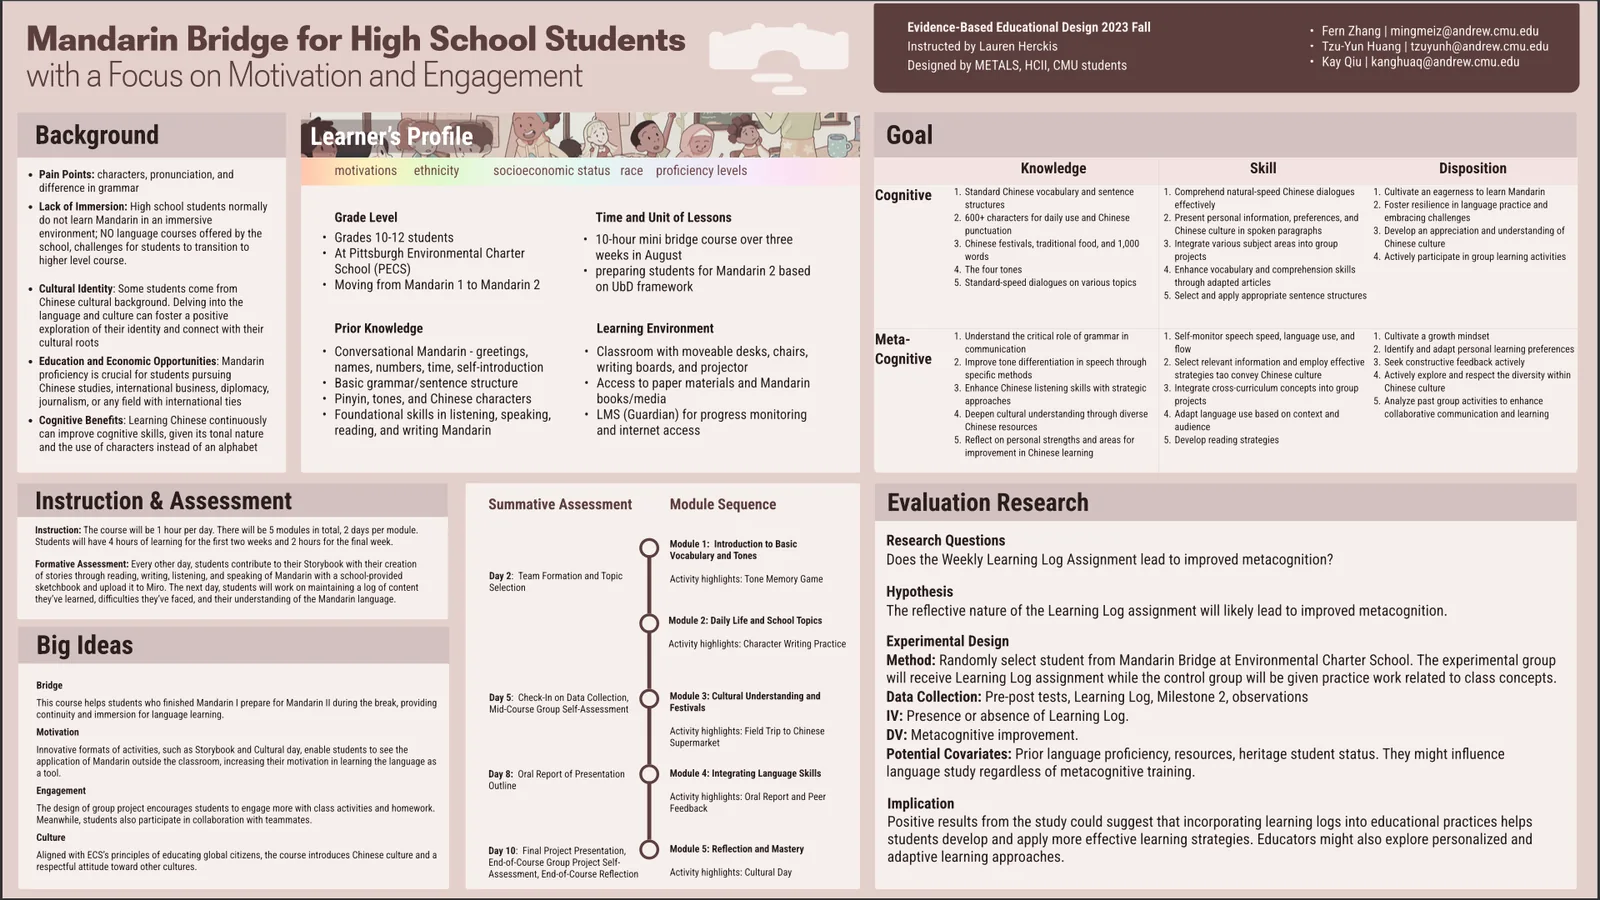 Mandarin Bridge for High School Students
with a Focus on Motivation and Engagement
Evidence-Based Educational Design 2023 Fall
Instructed by Lauren Herckis
Designed by METALS, HCII, CMU students
• Fern Zhang | mingmeiz@andrew.cmu.edu
• Tzu-Yun Huang | tzuyunh@andrew.cmu.edu
• Kay Qiu | kanghuaq@andrew.cmu.edu
Background
• Pain Points: characters, pronunciation, and
difference in grammar
• Lack of Immersion: High school students normally
do not learn Mandarin in an immersive
environment; NO language courses offered by the
school, challenges for students to transition to
higher level course.
• Cultural Identity: Some students come from
Chinese cultural background. Delving into the
language and culture can foster a positive
exploration of their identity and connect with their
cultural roots
• Education and Economic Opportunities: Mandarin
proficiency is crucial for students pursuing
Chinese studies, international business, diplomacy,
journalism, or any field with international ties
• Cognitive Benefits: Learning Chinese continuously
can improve cognitive skills, given its tonal nature
and the use of characters instead of an alphabet
Learner's Profile
motivations ethnicity socioeconomic status race proficiency levels
Grade Level
• Grades 10-12 students
• At Pittsburgh Environmental Charter
School (PECS)
• Moving from Mandarin 1 to Mandarin 2
Time and Unit of Lessons
• 10-hour mini bridge course over three
weeks in August
• preparing students for Mandarin 2 based
on UbD framework
Prior Knowledge
• Conversational Mandarin - greetings,
names, numbers, time, self-introduction
• Basic grammar/sentence structure
• Pinyin, tones, and Chinese characters
• Foundational skills in listening, speaking,
reading, and writing Mandarin
Learning Environment
• Classroom with moveable desks, chairs,
writing boards, and projector
• Access to paper materials and Mandarin
books/media
• LMS (Guardian) for progress monitoring
and internet access
Goal
Knowledge Skill Disposition
Cognitive
1. Standard Chinese vocabulary and sentence
structures
2. 600+ characters for daily use and Chinese
punctuation
3. Chinese festivals, traditional food, and 1,000
words
4. The four tones
5. Standard-speed dialogues on various topics
1. Comprehend natural-speed Chinese dialogues
effectively
2. Present personal information, preferences, and
Chinese culture in spoken paragraphs
3. Integrate various subject areas into group
projects
4. Enhance vocabulary and comprehension skills
through adapted articles
5. Select and apply appropriate sentence structures
1. Cultivate an eagerness to learn Mandarin
2. Foster resilience in language practice and
embracing challenges
3. Develop an appreciation and understanding of
Chinese culture
4. Actively participate in group learning activities
Meta-
Cognitive
1. Understand the critical role of grammar in
communication
2. Improve tone differentiation in speech through
specific methods
3. Enhance Chinese listening skills with strategic
approaches
4. Deepen cultural understanding through diverse
Chinese resources
5. Reflect on personal strengths and areas for
improvement in Chinese learning
1. Self-monitor speech speed, language use, and
flow
2. Select relevant information and employ effective
strategies tao convey Chinese culture
3. Integrate cross-curriculum concepts into group
projects
4. Adapt language use based on context and
audience
5. Develop reading strategies
1. Cultivate a growth mindset
2. Identify and adapt personal learning preferences
3. Seek constructive feedback actively
4. Actively explore and respect the diversity within
Chinese culture
5. Analyze past group activities to enhance
collaborative communication and learning
Instruction & Assessment
Instruction: The course will be 1 hour per day. There will be 5 modules in total, 2 days per module.
Students will have 4 hours of learning for the first two weeks and 2 hours for the final week.
Formative Assessment: Every other day, students contribute to their Storybook with their creation
of stories through reading, writing, listening, and speaking of Mandarin with a school-provided
sketchbook and upload it to Miro. The next day, students will work on maintaining a log of content
they've learned, difficulties they've faced, and their understanding of the Mandarin language.
Big Ideas
Bridge
This course helps students who finished Mandarin I prepare for Mandarin II during the break, providing
continuity and immersion for language learning.
Motivation
Innovative formats of activities, such as Storybook and Cultural day, enable students to see the
application of Mandarin outside the classroom, increasing their motivation in learning the language as
a tool.
Engagement
The design of group project encourages students to engage more with class activities and homework.
Meanwhile, students also participate in collaboration with teammates.
Culture
Aligned with ECS's principles of educating global citizens, the course introduces Chinese culture and a
respectful attitude toward other cultures.
Summative Assessment
Day 2: Team Formation and Topic
Selection
Day 5: Check-In on Data Collection,
Mid-Course Group Self-Assessment
Day 8: Oral Report of Presentation
Outline
Day 10: Final Project Presentation,
End-of-Course Group Project Self-
Assessment, End-of-Course Reflection
Module Sequence
Module 1: Introduction to Basic
Vocabulary and Tones
Activity highlights: Tone Memory Game
Module 2: Daily Life and School Topics
Activity highlights: Character Writing Practice
Module 3: Cultural Understanding and
Festivals
Activity highlights: Field Trip to Chinese
Supermarket
Module 4: Integrating Language Skills
Activity highlights: Oral Report and Peer
Feedback
Module 5: Reflection and Mastery
Activity highlights: Cultural Day
Evaluation Research
Research Questions
Does the Weekly Learning Log Assignment lead to improved metacognition?
Hypothesis
The reflective nature of the Learning Log assignment will likely lead to improved metacognition.
Experimental Design
Method: Randomly select student from Mandarin Bridge at Environmental Charter School. The experimental group
will receive Learning Log assignment while the control group will be given practice work related to class concepts.
Data Collection: Pre-post tests, Learning Log, Milestone 2, observations
IV: Presence or absence of Learning Log.
DV: Metacognitive improvement.
Potential Covariates: Prior language proficiency, resources, heritage student status. They might influence
language study regardless of metacognitive training.
Implication
Positive results from the study could suggest that incorporating learning logs into educational practices helps
students develop and apply more effective learning strategies. Educators might also explore personalized and
adaptive learning approaches.